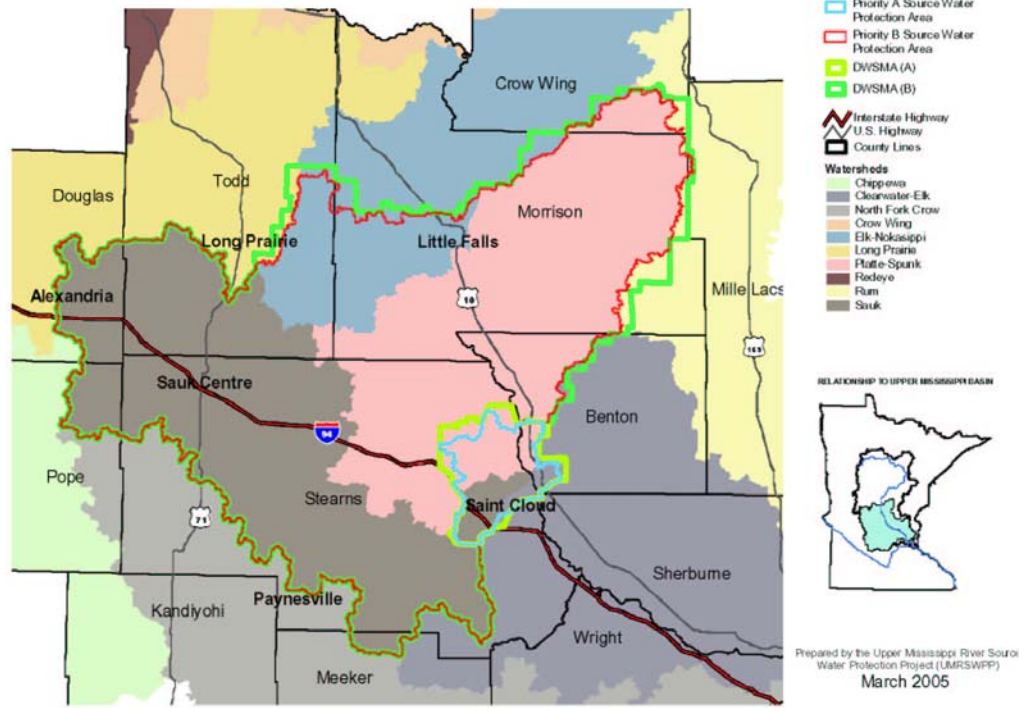 Priority A Source Water
Protection Area
Priority B Source Water
Protection Area
DWSMA (A)
DWSMA (B)
Interstate Highway
U.S. Highway
County Lines
Watersheds
Chippewa
Clearwater-Elk
North Fork Crow
Crow Wing
Elk-Nokasippi
Long Prairie
Platte-Spunk
Redeye
Rum
Sauk
Crow Wing
Douglas
Todd
Morrison
Long Prairie
Little Falls
Alexandria
10
Mille Lacs
169
Sauk Centre
Benton
94
Pope
Stearns
Saint Cloud
71
Sherburne
Kandiyohi
Paynesville
Wright
Meeker
RELATIONSHIP TO UPPER MISSISSIPPI BASIN
Prepared by the Upper Mississippi River Sourc
Water Protection Project (UMRSWPP)
March 2005